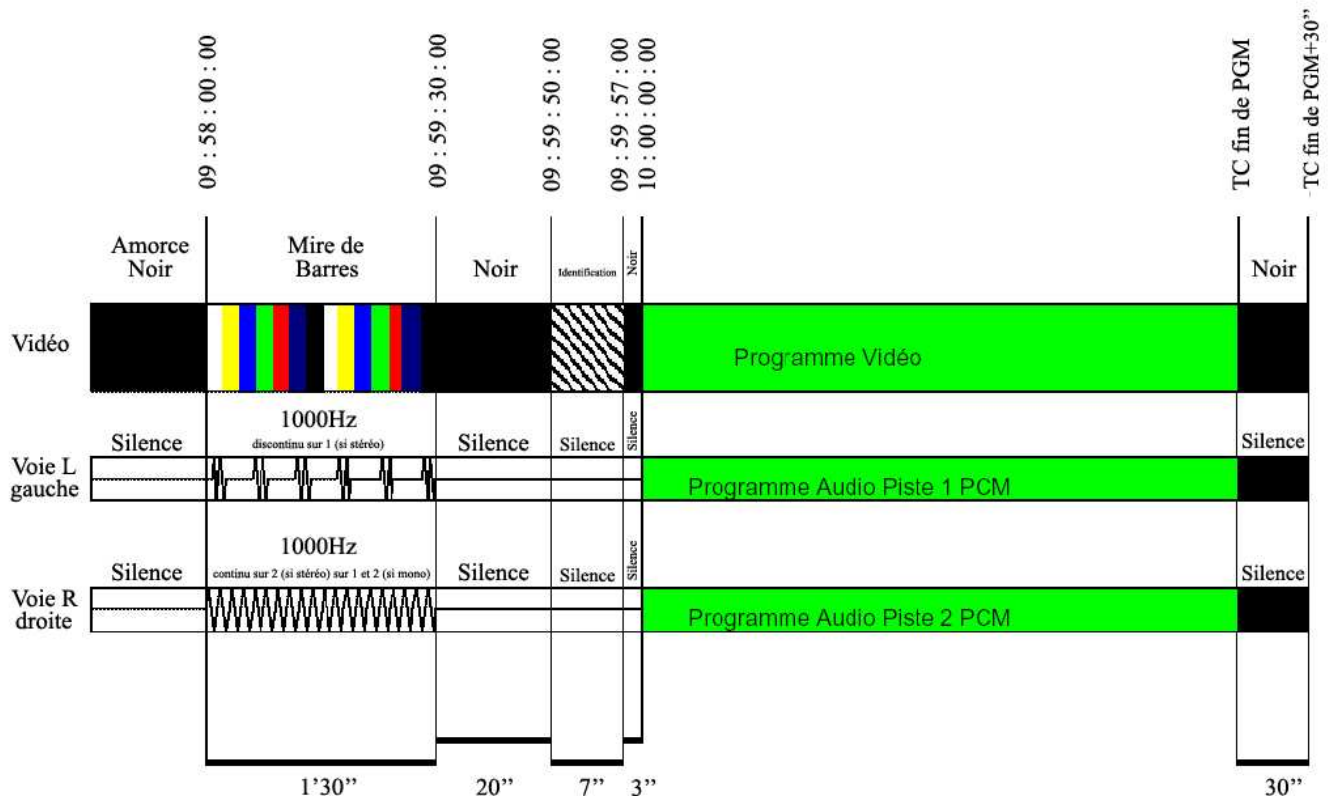 09 : 58 : 00 : 00
09 : 59 : 30 : 00
09 : 59 : 50 : 00
09 : 59 : 57 : 00
10 : 00 : 00 : 00
TC fin de PGM
TC fin de PGM+30”
Amorce
Noir
Mire de
Barres
Noir
Identification
Noir
Noir
Vidéo
Programme Vidéo
Silence
1000Hz
discontinu sur 1 (si stéréo)
Silence
Silence
Silence
Silence
Voie L
gauche
Programme Audio Piste 1 PCM
Silence
1000Hz
continu sur 2 (si stéréo) sur 1 et 2 (si mono)
Silence
Silence
Silence
Silence
Voie R
droite
Programme Audio Piste 2 PCM
1’30”
20”
7”
3”
30”